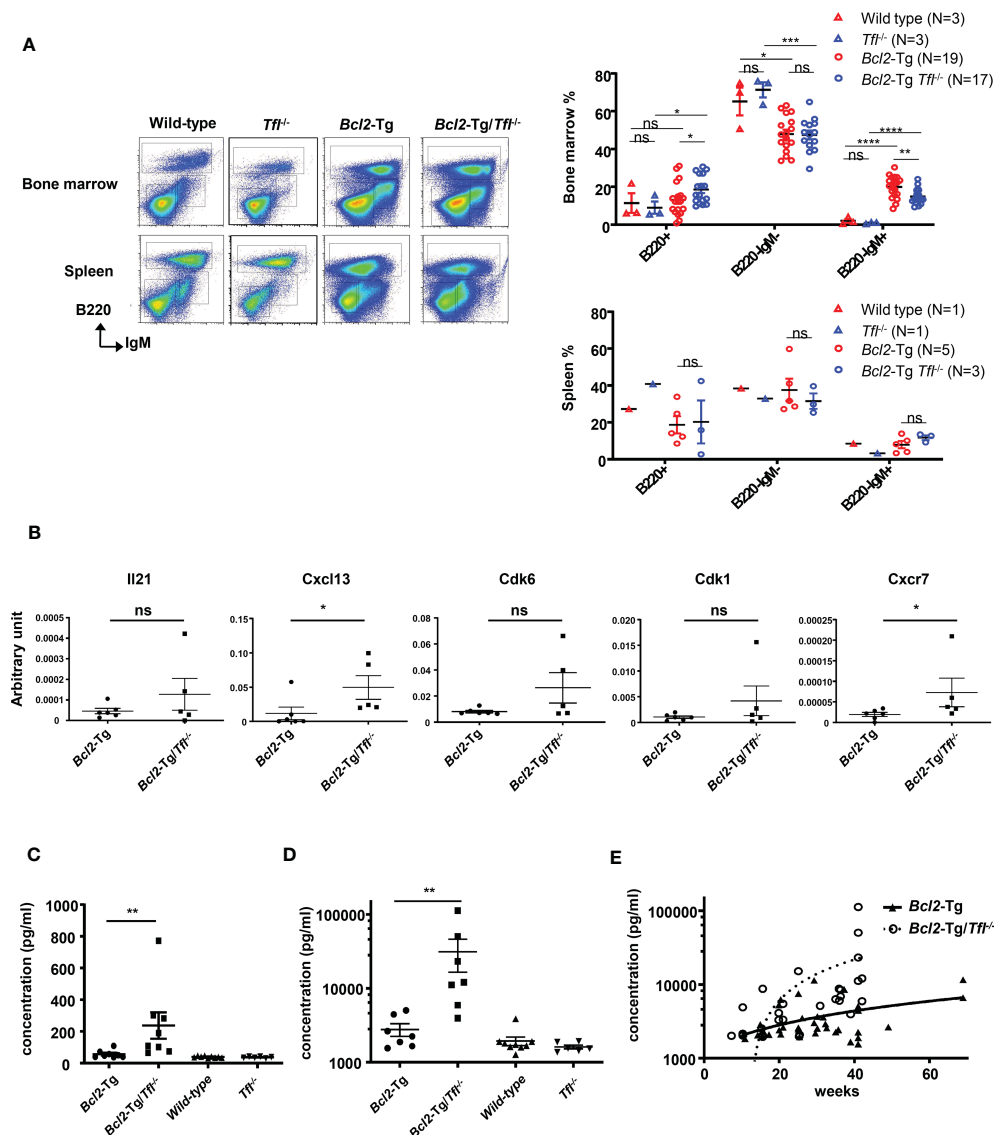 A
Wild type (N=3)
Tfl-/- (N=3)
Bcl2-Tg (N=19)
Bcl2-Tg Tfl-/- (N=17)
Wild-type Tfl-/- Bcl2-Tg Bcl2-Tg/Tfl-/-
Bone marrow
Spleen
B220
IgM
Bone marrow %
80
60
40
20
0
ns ns * *
* ns *** ns
**** ns **** **
B220+ B220-IgM- B220-IgM+
Wild type (N=1)
Tfl-/- (N=1)
Bcl2-Tg (N=5)
Bcl2-Tg Tfl-/- (N=3)
Spleen %
80
60
40
20
0
ns ns ns
B220+ B220-IgM- B220-IgM+
B
Il21 Cxcl13 Cdk6 Cdk1 Cxcr7
Arbitrary unit
0.0005
0.0004
0.0003
0.0002
0.0001
0
ns
Bcl2-Tg Bcl2-Tg/Tfl-/-
0.15
0.10
0.05
0
*
Bcl2-Tg Bcl2-Tg/Tfl-/-
0.08
0.06
0.04
0.02
0.00
ns
Bcl2-Tg Bcl2-Tg/Tfl-/-
0.020
0.015
0.010
0.005
0
ns
Bcl2-Tg Bcl2-Tg/Tfl-/-
0.00025
0.00020
0.00015
0.00010
0.00005
0
*
Bcl2-Tg Bcl2-Tg/Tfl-/-
C
concentration (pg/ml)
1000
800
600
400
200
0
**
Bcl2-Tg Bcl2-Tg/Tfl-/- Wild-type Tfl-/-
D
concentration (pg/ml)
100000
10000
1000
**
Bcl2-Tg Bcl2-Tg/Tfl-/- Wild-type Tfl-/-
E
concentration (pg/ml)
100000
10000
1000
Bcl2-Tg
Bcl2-Tg/Tfl-/-
0 20 40 60
weeks